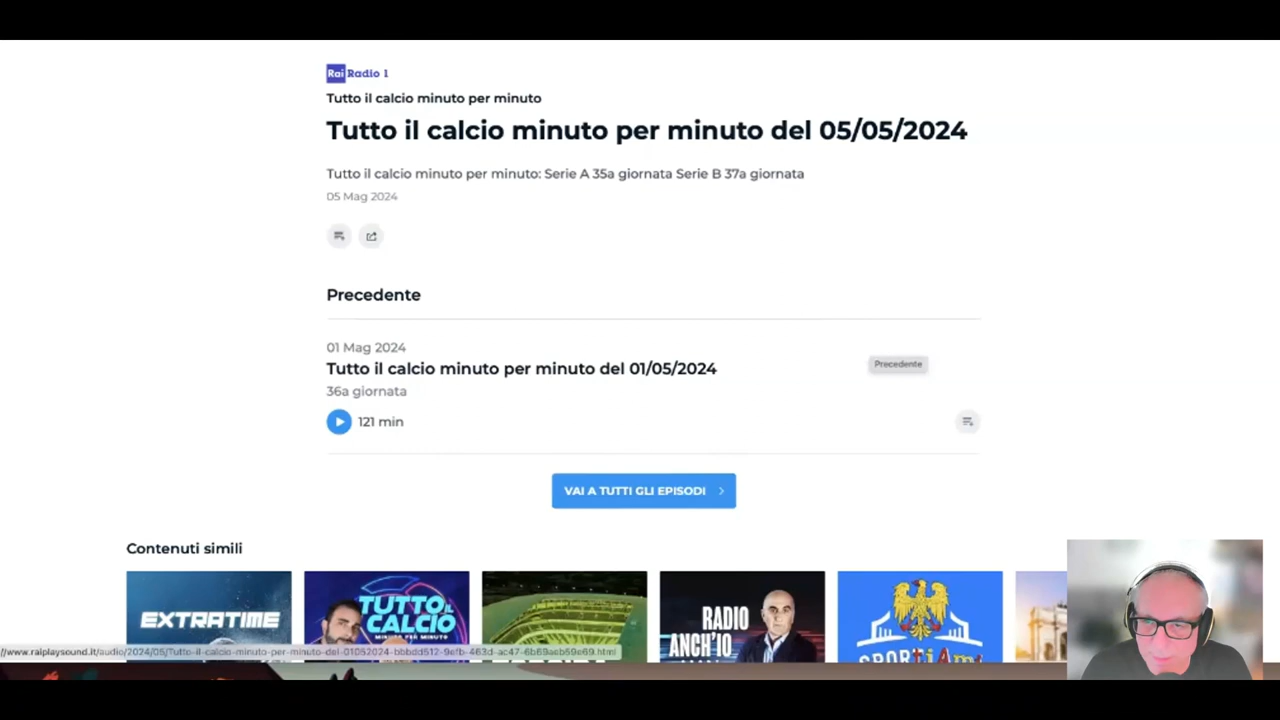 Rai Radio 1
Tutto il calcio minuto per minuto
Tutto il calcio minuto per minuto del 05/05/2024
Tutto il calcio minuto per minuto: Serie A 35a giornata Serie B 37a giornata
05 Mag 2024
Precedente
01 Mag 2024
Tutto il calcio minuto per minuto del 01/05/2024
Precedente
36a giornata
121 min
VAI A TUTTI GLI EPISODI
Contenuti simili
EXTRATIME
TUTTO IL
CALCIO
MINUTO PER MINUTO
RADIO
ANCH'IO